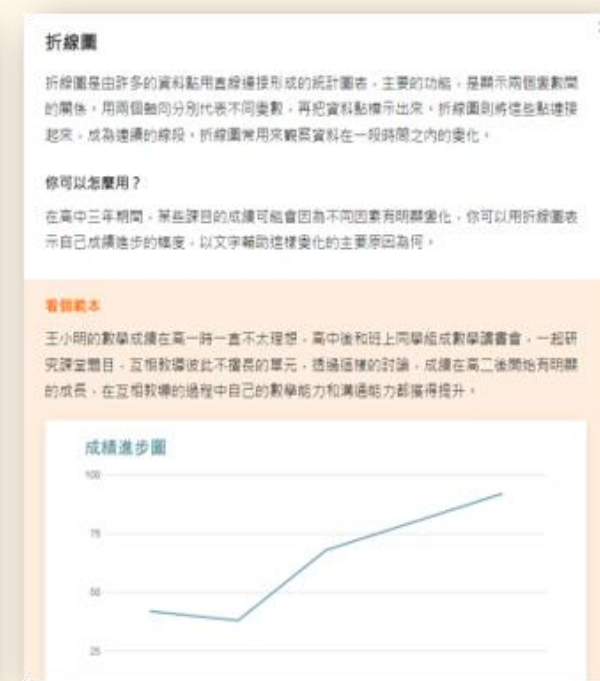 折線圖
折線圖是由許多的資料點用直線連接形成的統計圖表,主要的功能,是顯示兩個變數間
的關係。用兩個軸向分別代表不同變數,再把資料點標示出來。折線圖則將這些點連接
起來,成為連續的線段。折線圖常用來觀察資料在一段時間之內的變化。
你可以怎麼用?
在高中三年期間,某些課目的成績可能會因為不同因素有明顯變化,你可以用折線圖表
示自己成績進步的幅度,以文字輔助這樣變化的主要原因為何。
看個範本
王小明的數學成績在高一時一直不太理想,高中後和班上同學組成數學讀書會,一起研
究課堂題目,互相教導彼此不擅長的單元,透過這樣的討論,成績在高二後開始有明顯
的成長,在互相教導的過程中自己的數學能力和溝通能力都獲得提升。
成績進步圖
100
75
50
25